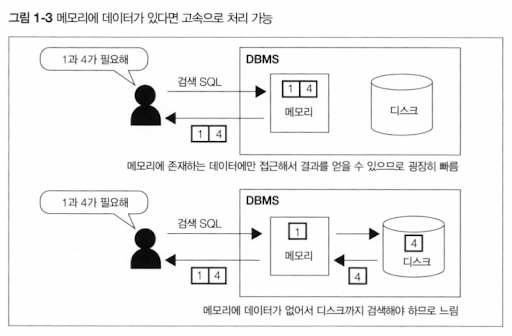 그림 1-3 메모리에 데이터가 있다면 고속으로 처리 가능
1과 4가 필요해
검색 SQL
1 4
DBMS
1 4
메모리
디스크
메모리에 존재하는 데이터에만 접근해서 결과를 얻을 수 있으므로 굉장히 빠름
1과 4가 필요해
검색 SQL
1 4
DBMS
1
메모리
4
4
디스크
메모리에 데이터가 없어서 디스크까지 검색해야 하므로 느림